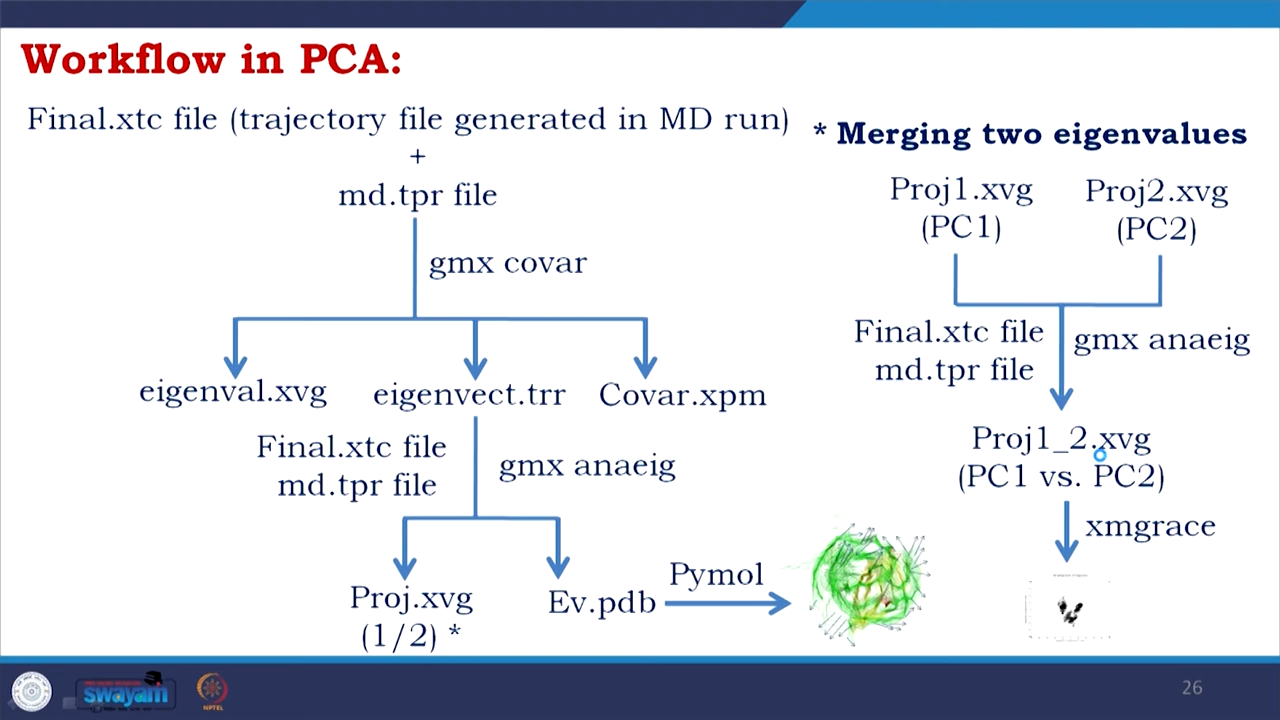 Workflow in PCA:
Final.xtc file (trajectory file generated in MD run)
+
md.tpr file
gmx covar
eigenval.xvg eigenvect.trr Covar.xpm
Final.xtc file
md.tpr file
gmx anaeig
Proj.xvg
(1/2) *
Ev.pdb
Pymol
* Merging two eigenvalues
Proj1.xvg
(PC1)
Proj2.xvg
(PC2)
Final.xtc file
md.tpr file
gmx anaeig
Proj1_2.xvg
(PC1 vs. PC2)
xmgrace
swayam
NPTEL
26